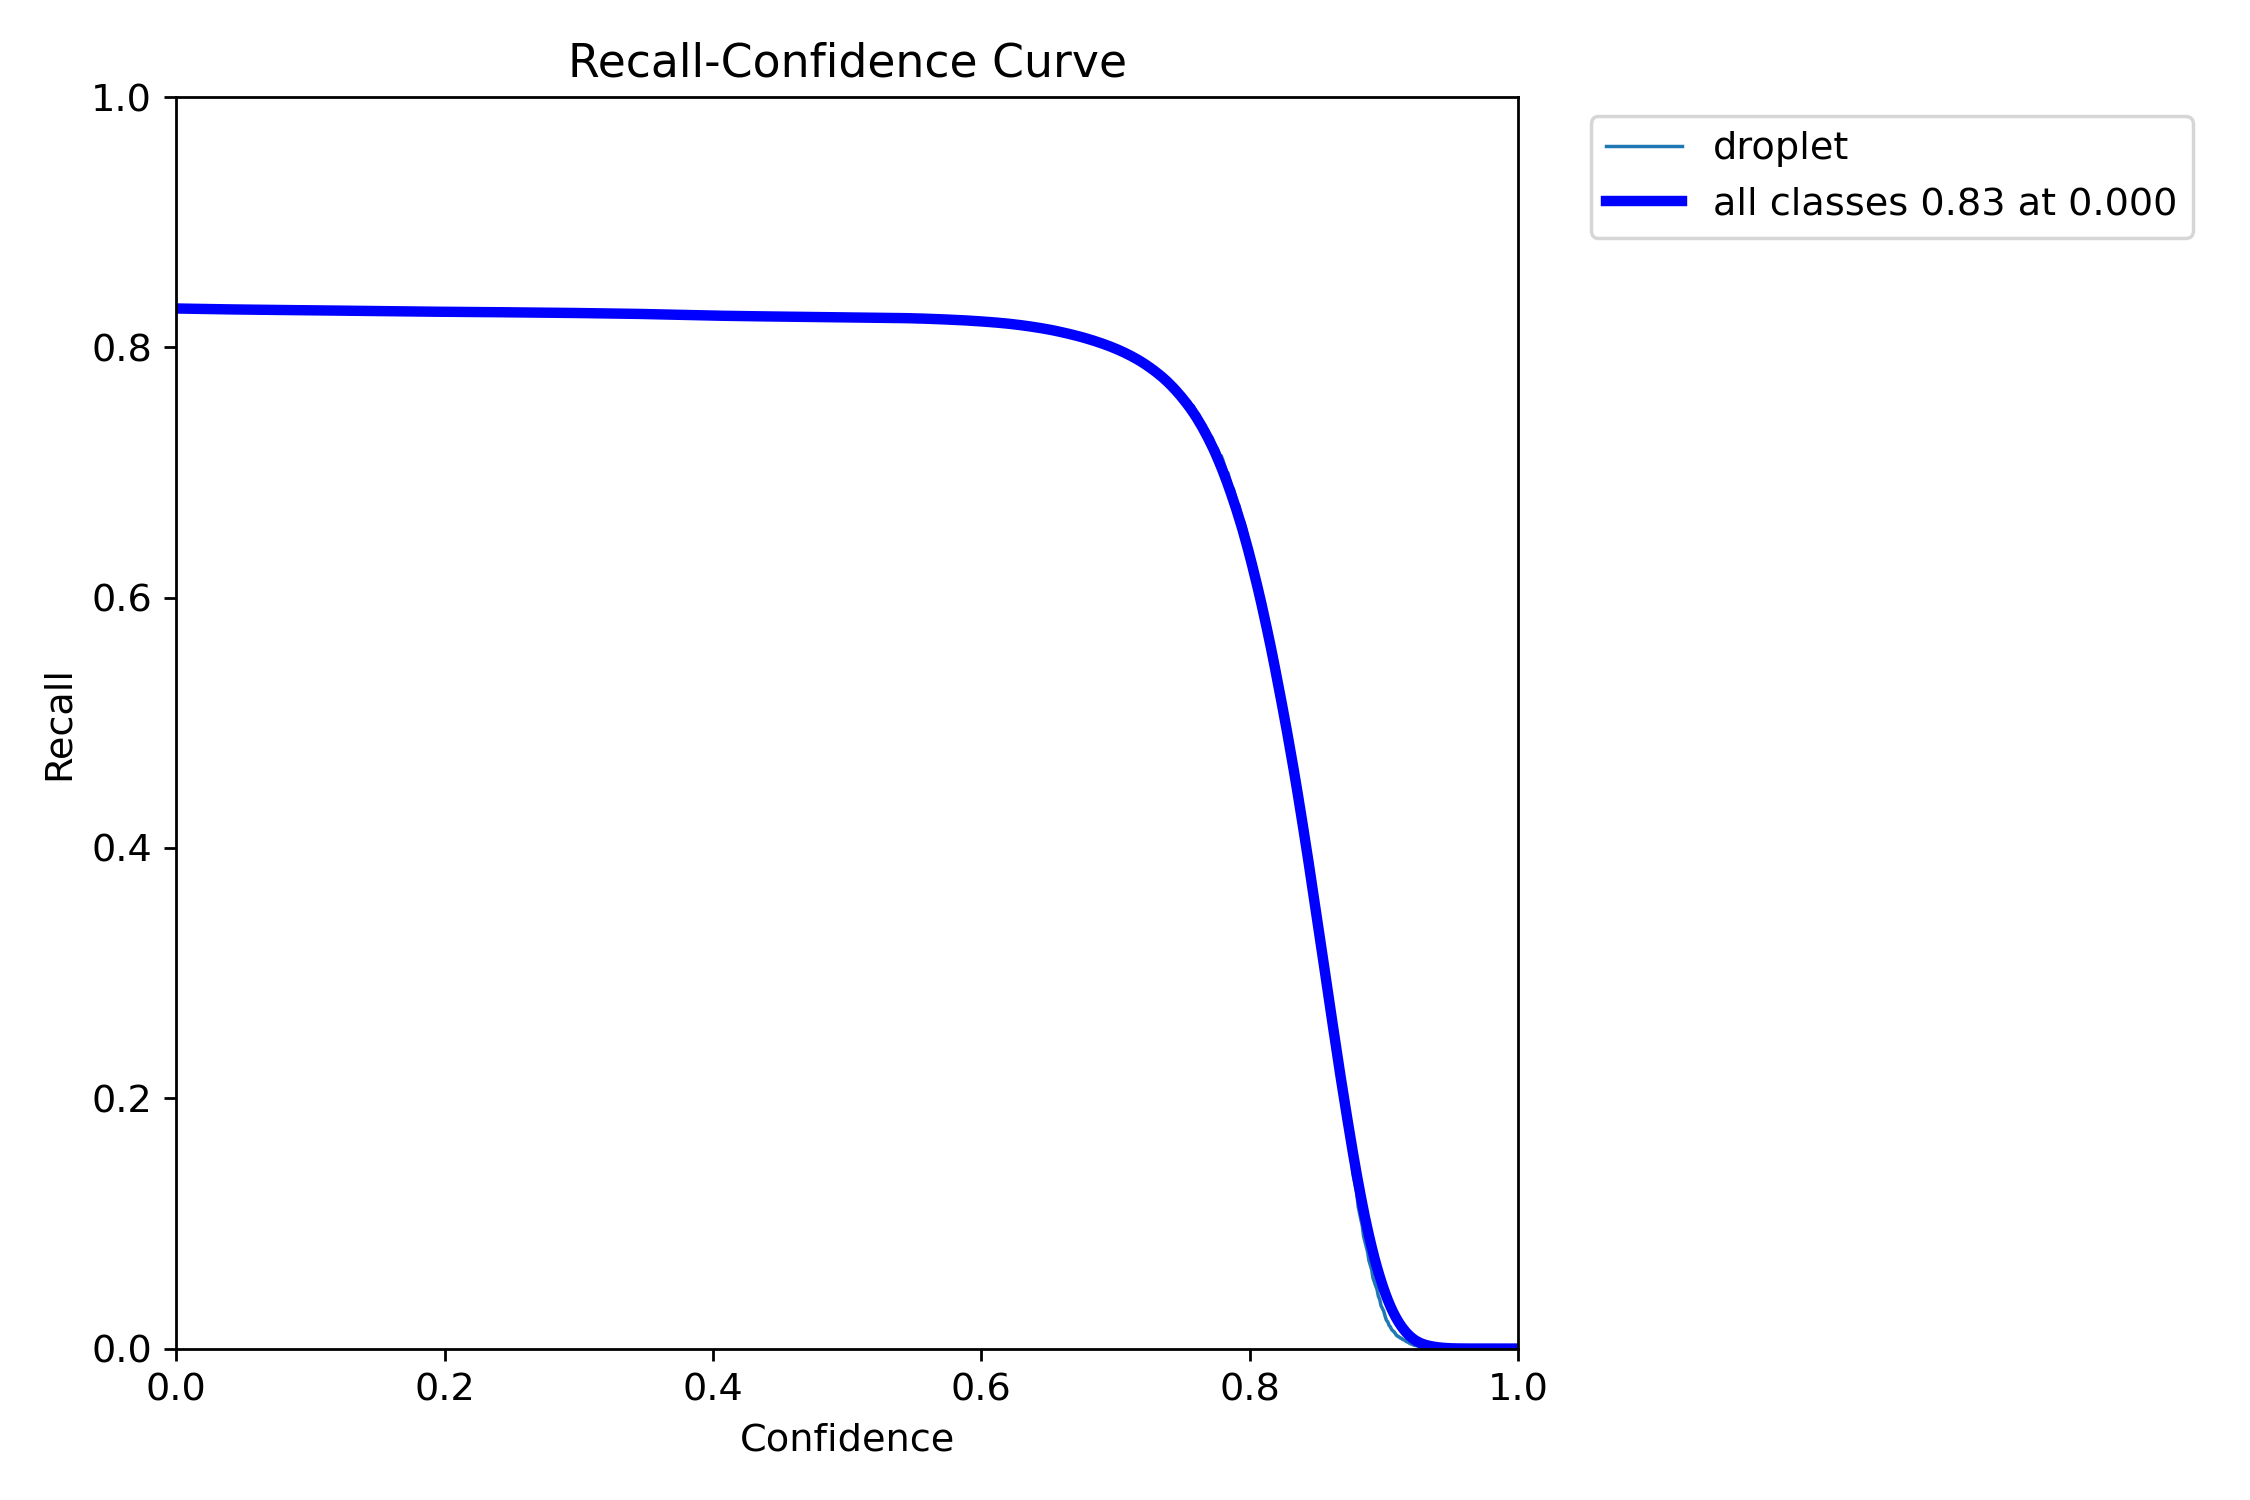 Recall-Confidence Curve
1.0
0.8
0.6
0.4
0.2
0.0
Recall
0.0 0.2 0.4 0.6 0.8 1.0
Confidence
droplet
all classes 0.83 at 0.000